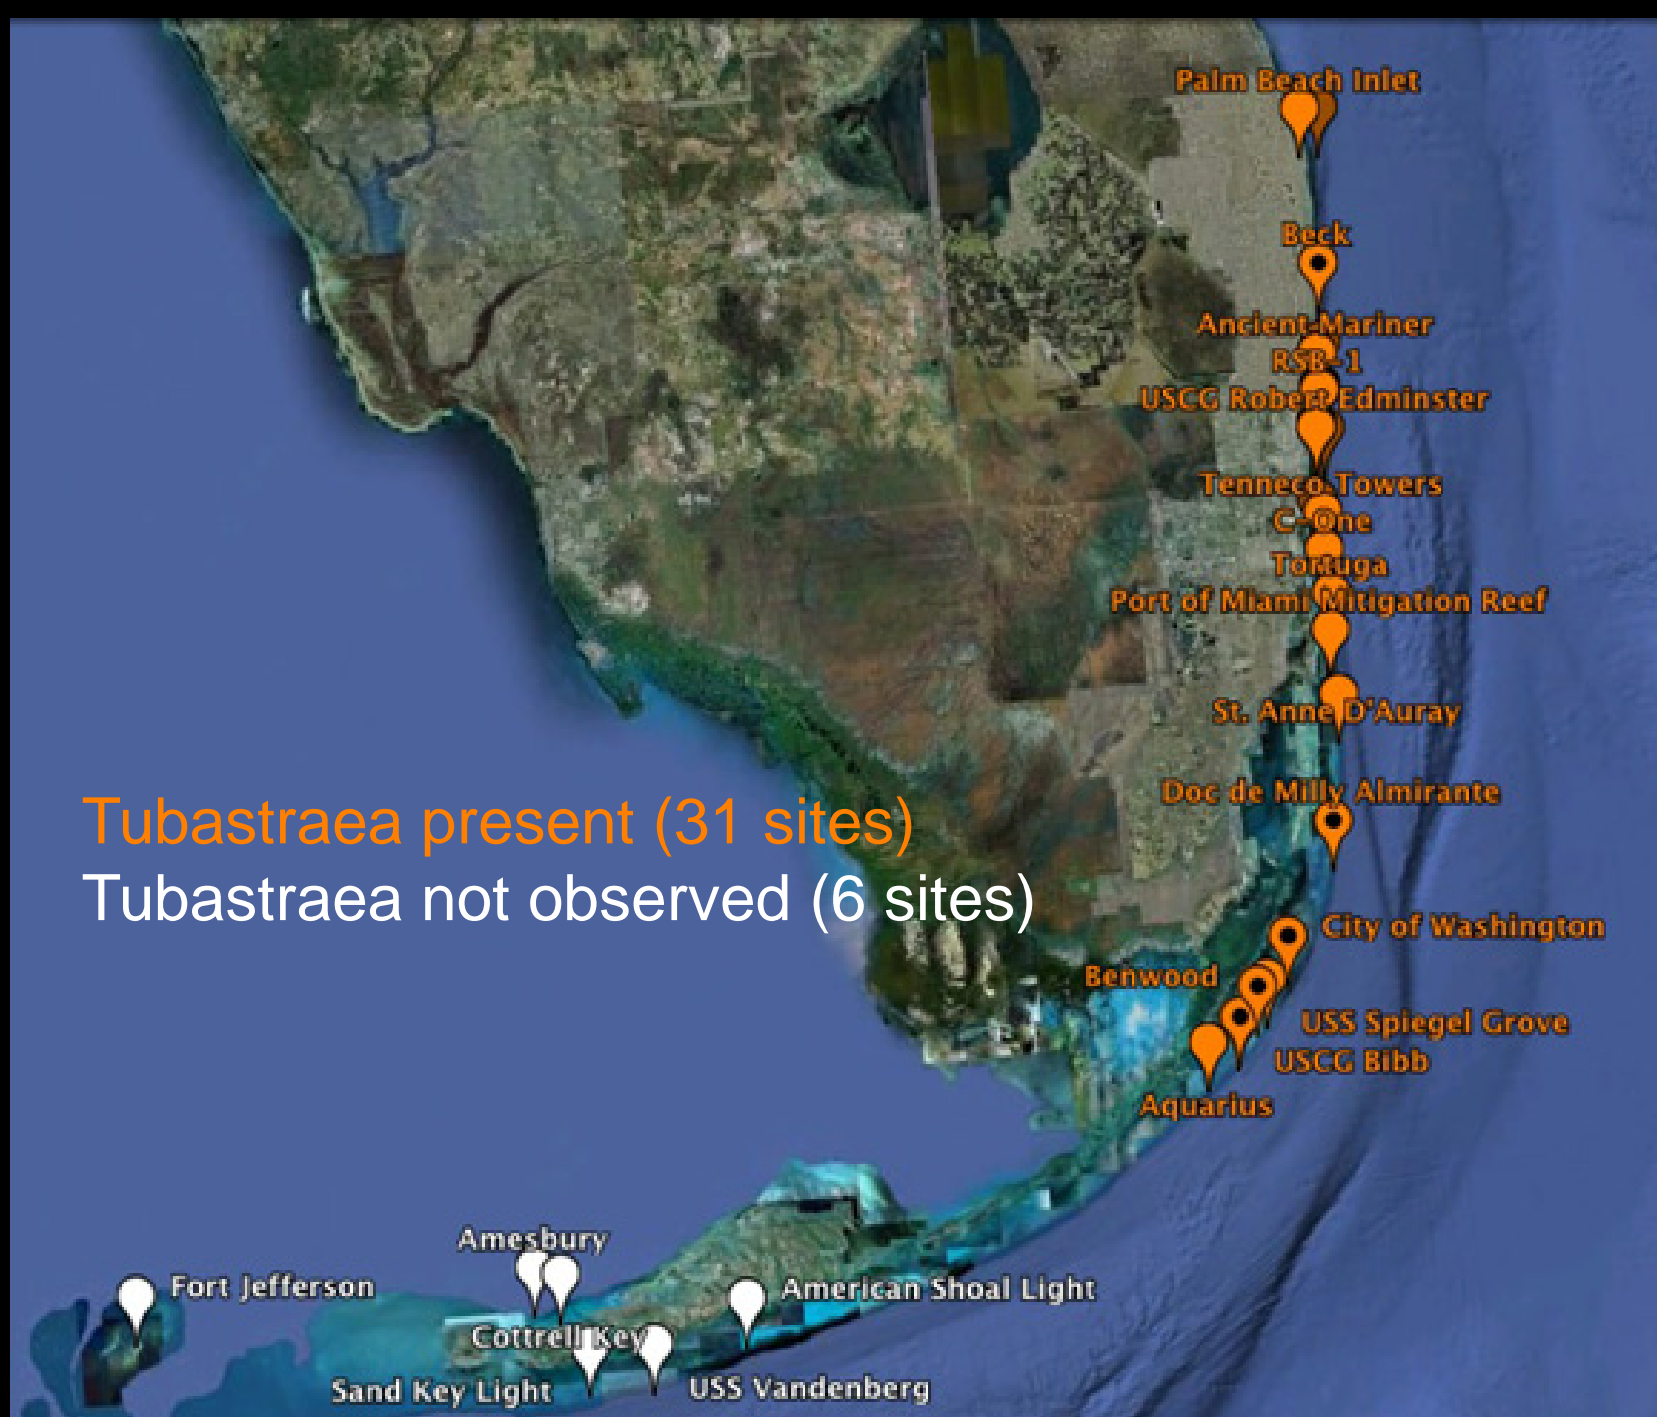 Palm Beach Inlet
Beck
Ancient Mariner
RSB-1
USCG Robert Edminster
Tenneco Towers
C-One
Tortuga
Port of Miami Mitigation Reef
St. Anne D'Auray
Doc de Milly Almirante
Tubastraea present (31 sites)
Tubastraea not observed (6 sites)
City of Washington
Benwood
USS Spiegel Grove
USCG Bibb
Aquarius
Amesbury
Fort Jefferson
American Shoal Light
Cottrell Key
Sand Key Light
USS Vandenberg